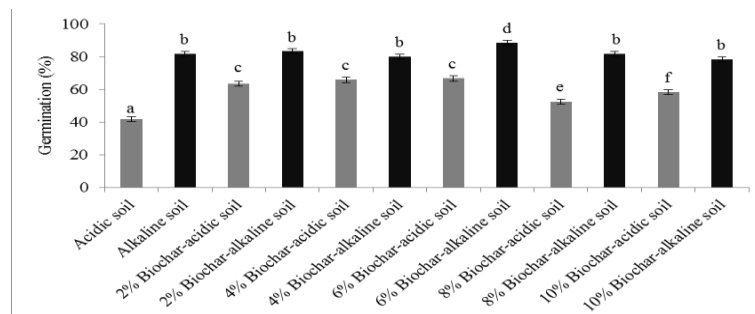 Germination (%)
100
80
60
40
20
0
a
b
c
b
c
b
c
d
e
b
f
b
Acidic soil
Alkaline soil
2% Biochar-acidic soil
2% Biochar-alkaline soil
4% Biochar-acidic soil
4% Biochar-alkaline soil
6% Biochar-acidic soil
6% Biochar-alkaline soil
8% Biochar-acidic soil
8% Biochar-alkaline soil
10% Biochar-acidic soil
10% Biochar-alkaline soil